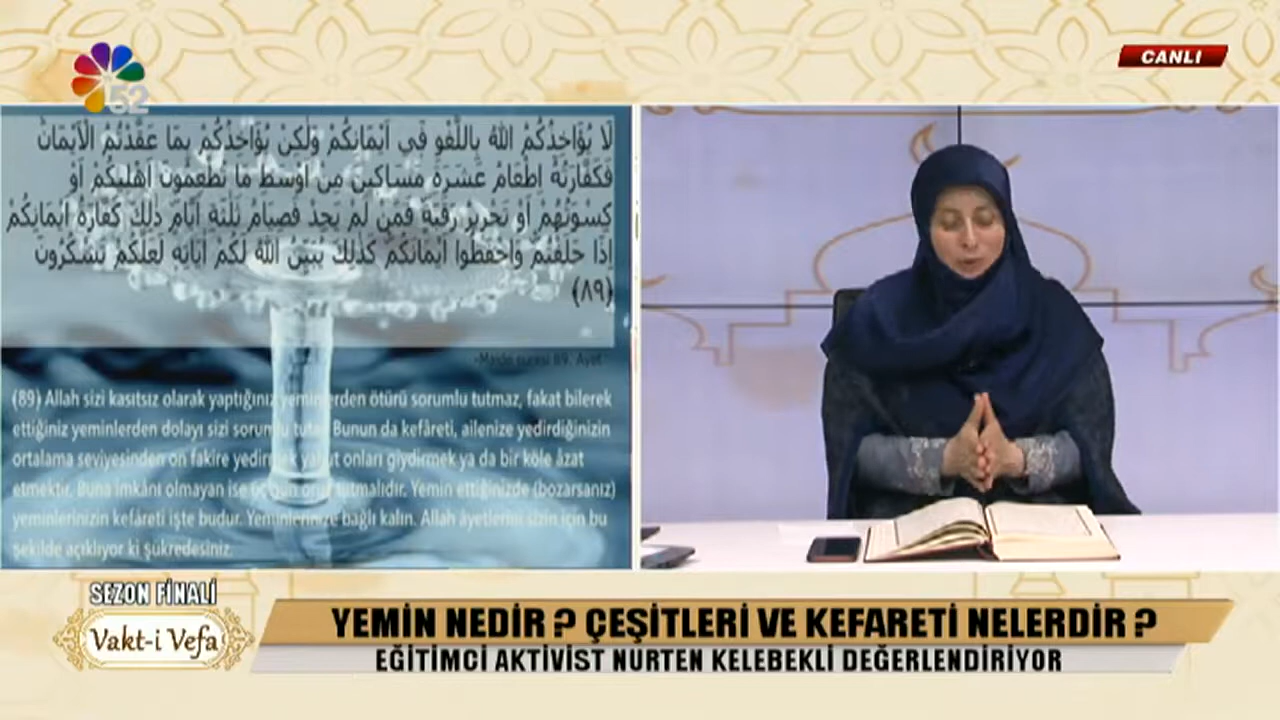 CANLI
52
لَا يُؤَاخِذُكُمُ اللّٰهُ بِاللَّغْوِ فٖي اَيْمَانِكُمْ وَلٰكِنْ يُؤَاخِذُكُمْ بِمَا عَقَّدْتُمُ الْاَيْمَانَ
فَكَفَّارَتُهُ اِطْعَامُ عَشَرَةِ مَسَاكٖينَ مِنْ اَوْسَطِ مَا تُطْعِمُونَ اَهْلٖيكُمْ اَوْ
كِسْوَتُهُمْ اَوْ تَحْرٖيرُ رَقَبَةٍ فَمَنْ لَمْ يَجِدْ فَصِيَامُ ثَلٰثَةِ اَيَّامٍ ذٰلِكَ كَفَّارَةُ اَيْمَانِكُمْ
اِذَا حَلَفْتُمْ وَاحْفَظُوا اَيْمَانَكُمْ كَذٰلِكَ يُبَيِّنُ اللّٰهُ لَكُمْ اٰيَاتِهٖ لَعَلَّكُمْ تَشْكُرُونَ
(٨٩)
-Maide suresi 89. Ayet-
(89) Allah sizi kasıtsız olarak yaptığınız yeminlerden ötürü sorumlu tutmaz, fakat bilerek
ettiğiniz yeminlerden dolayı sizi sorumlu tutar. Bunun da kefâreti, ailenize yedirdiğinizin
ortalama seviyesinden on fakire yedirmek yahut onları giydirmek ya da bir köle âzat
etmektir. Buna imkânı olmayan ise üç gün oruç tutmalıdır. Yemin ettiğinizde (bozarsanız)
yeminlerinizin kefâreti işte budur. Yeminlerinize bağlı kalın. Allah âyetlerini sizin için bu
şekilde açıklıyor ki şükredesiniz.
SEZON FİNALİ
Vakt-i Vefa
YEMİN NEDİR ? ÇEŞİTLERİ VE KEFARETİ NELERDİR ?
EĞİTİMCİ AKTİVİST NURTEN KELEBEKLİ DEĞERLENDİRİYOR